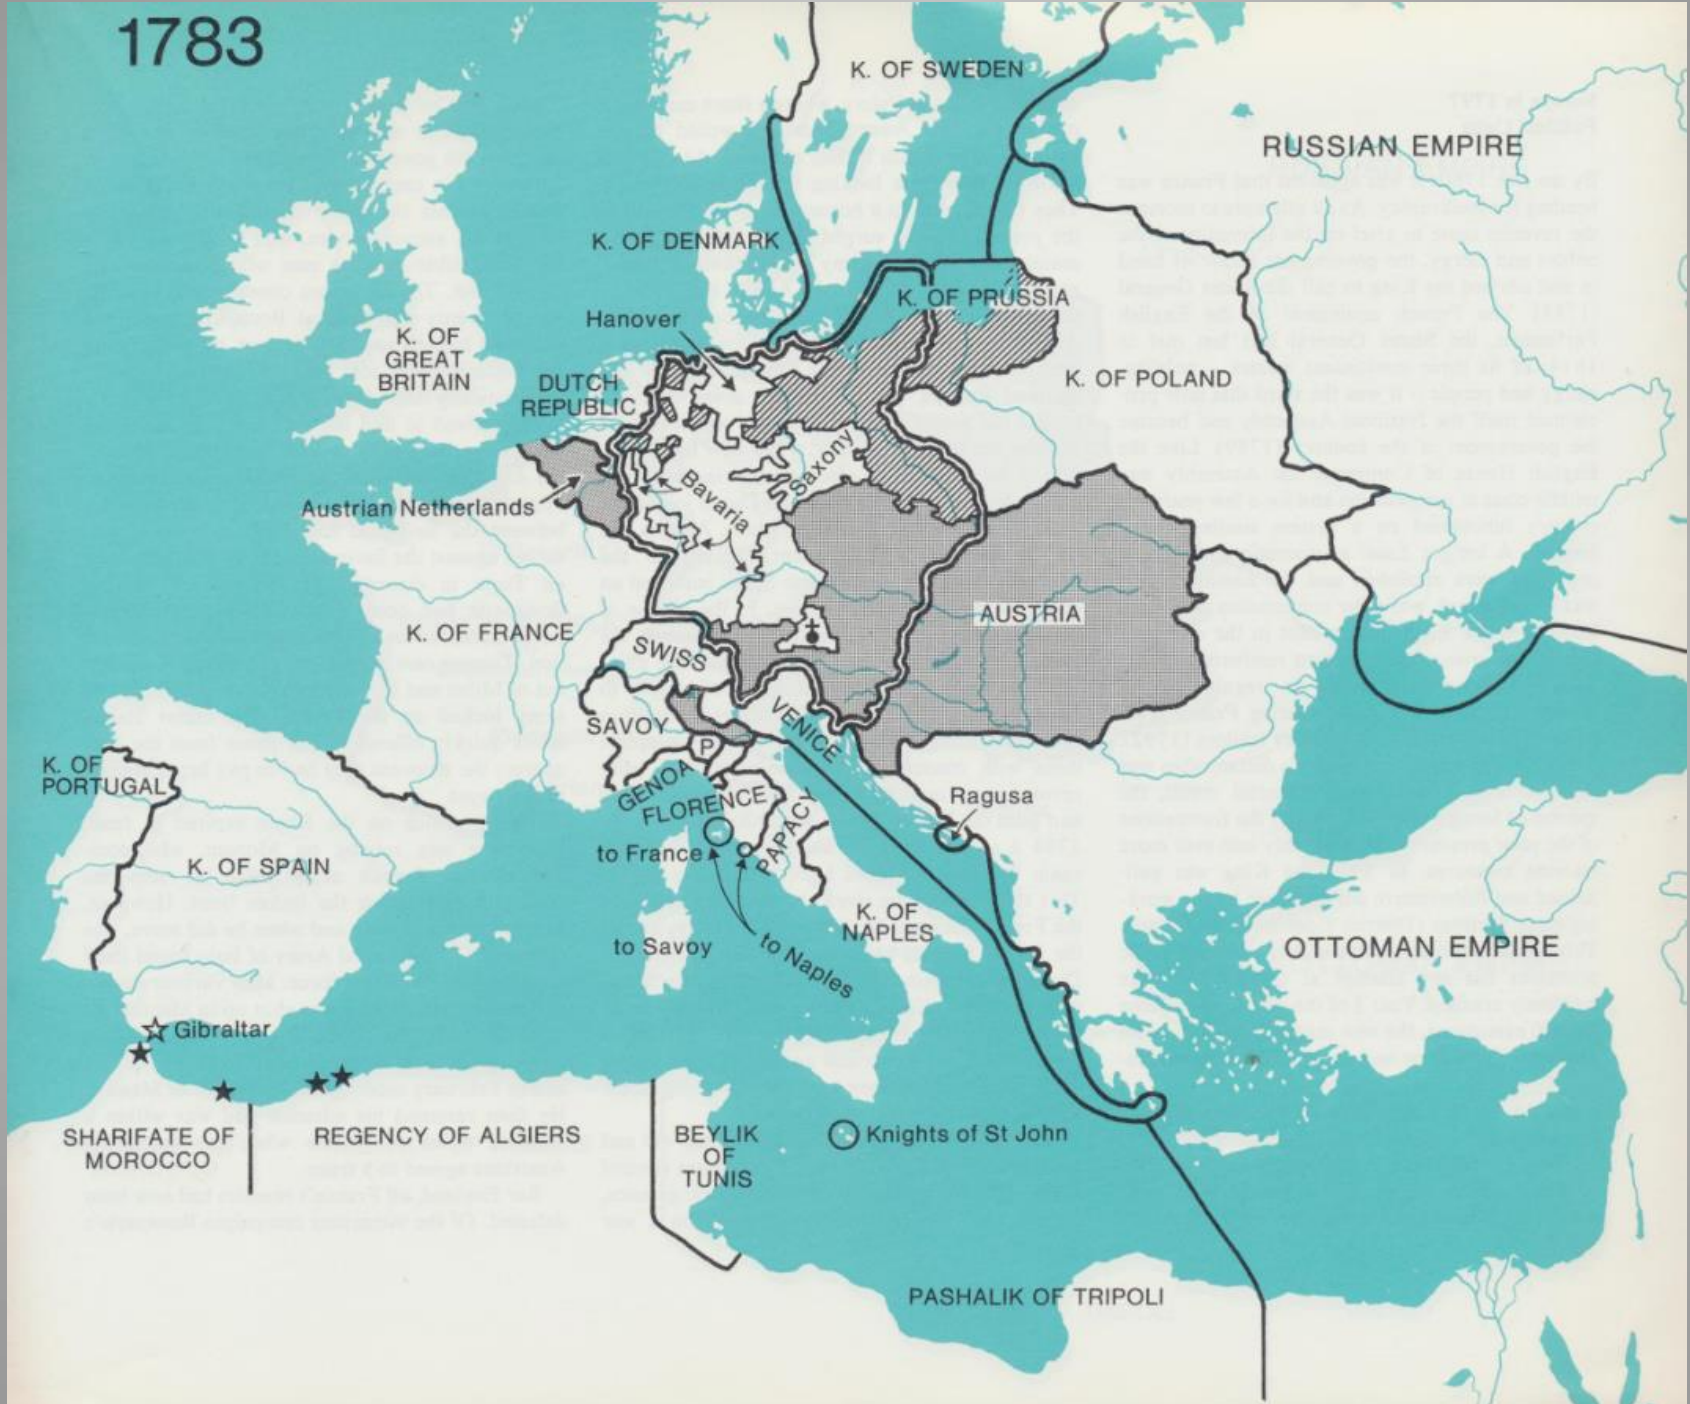 1783
K. OF SWEDEN
RUSSIAN EMPIRE
K. OF DENMARK
K. OF PRUSSIA
Hanover
K. OF
GREAT
BRITAIN
DUTCH
REPUBLIC
K. OF POLAND
Saxony
Bavaria
Austrian Netherlands
AUSTRIA
K. OF FRANCE
SWISS
SAVOY
VENICE
P
K. OF
PORTUGAL
GENOA
FLORENCE
PAPACY
Ragusa
to France
K. OF SPAIN
K. OF
NAPLES
to Savoy
to Naples
OTTOMAN EMPIRE
Gibraltar
SHARIFATE OF
MOROCCO
REGENCY OF ALGIERS
BEYLIK
OF
TUNIS
Knights of St John
PASHALIK OF TRIPOLI